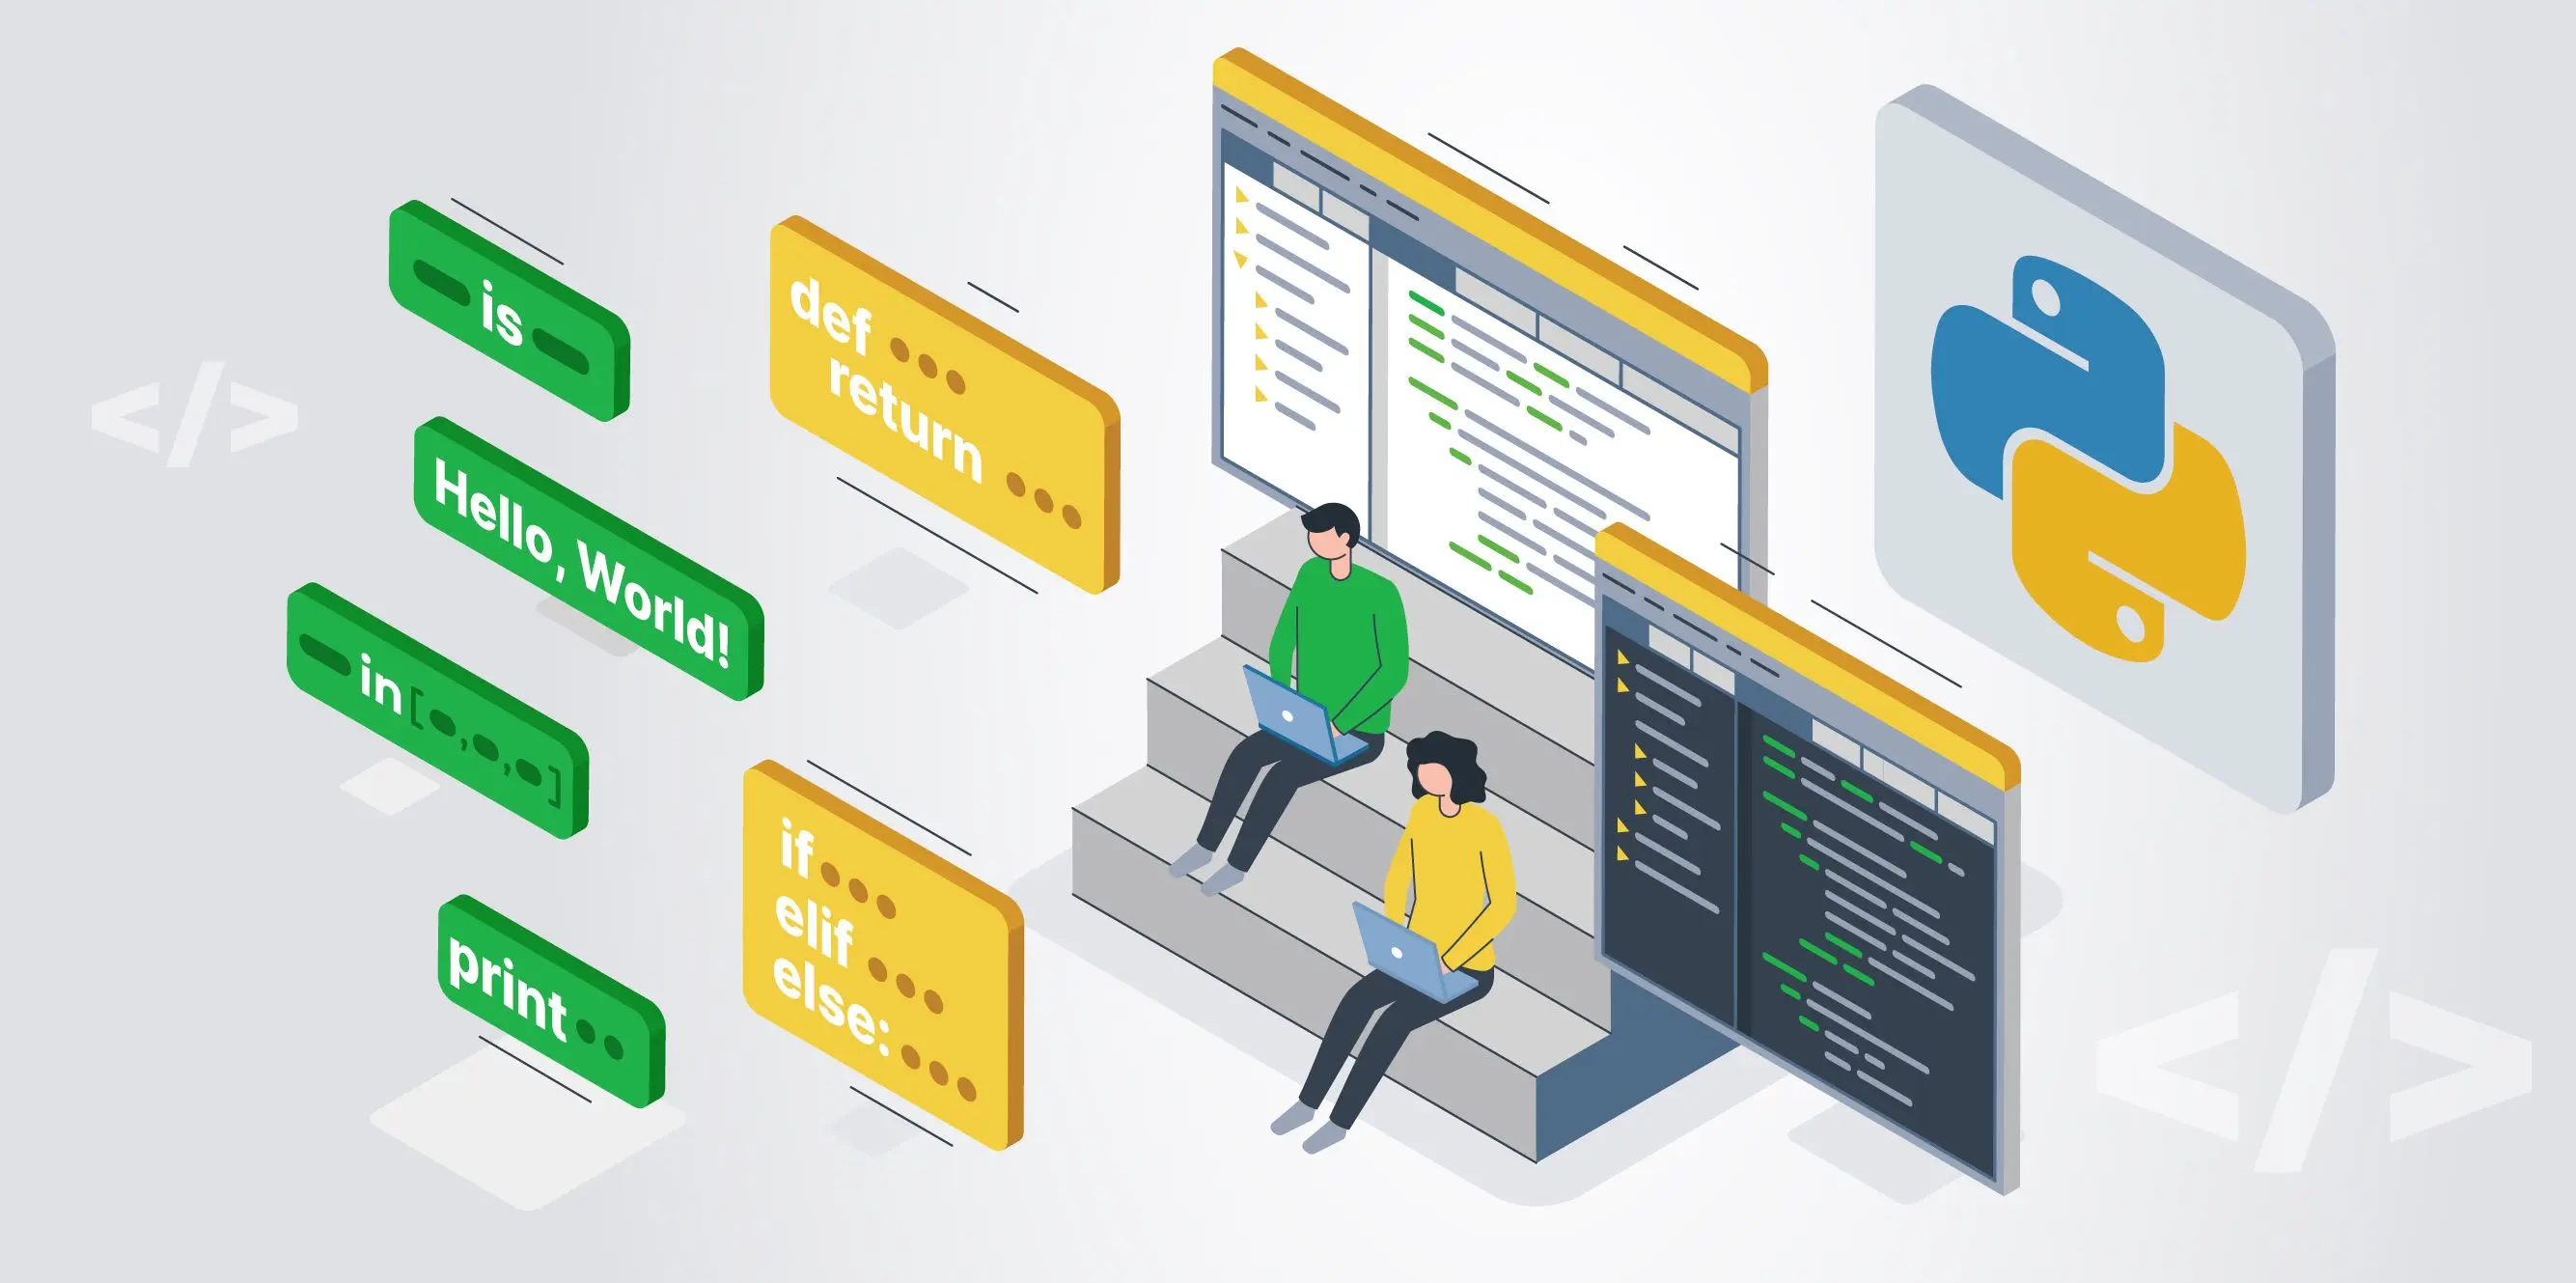 </>
is
Hello, World!
in [ , , ]
print
def ...
return ...
if ...
elif ...
else: ...
</>